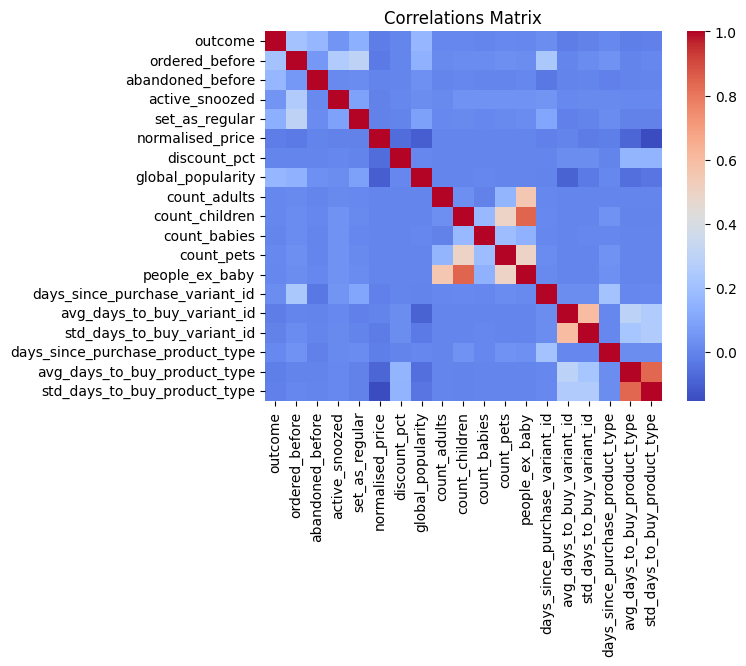 Correlations Matrix
outcome
ordered_before
abandoned_before
active_snoozed
set_as_regular
normalised_price
discount_pct
global_popularity
count_adults
count_children
count_babies
count_pets
people_ex_baby
days_since_purchase_variant_id
avg_days_to_buy_variant_id
std_days_to_buy_variant_id
days_since_purchase_product_type
avg_days_to_buy_product_type
std_days_to_buy_product_type
outcome
ordered_before
abandoned_before
active_snoozed
set_as_regular
normalised_price
discount_pct
global_popularity
count_adults
count_children
count_babies
count_pets
people_ex_baby
days_since_purchase_variant_id
avg_days_to_buy_variant_id
std_days_to_buy_variant_id
days_since_purchase_product_type
avg_days_to_buy_product_type
std_days_to_buy_product_type
1.0
0.8
0.6
0.4
0.2
0.0